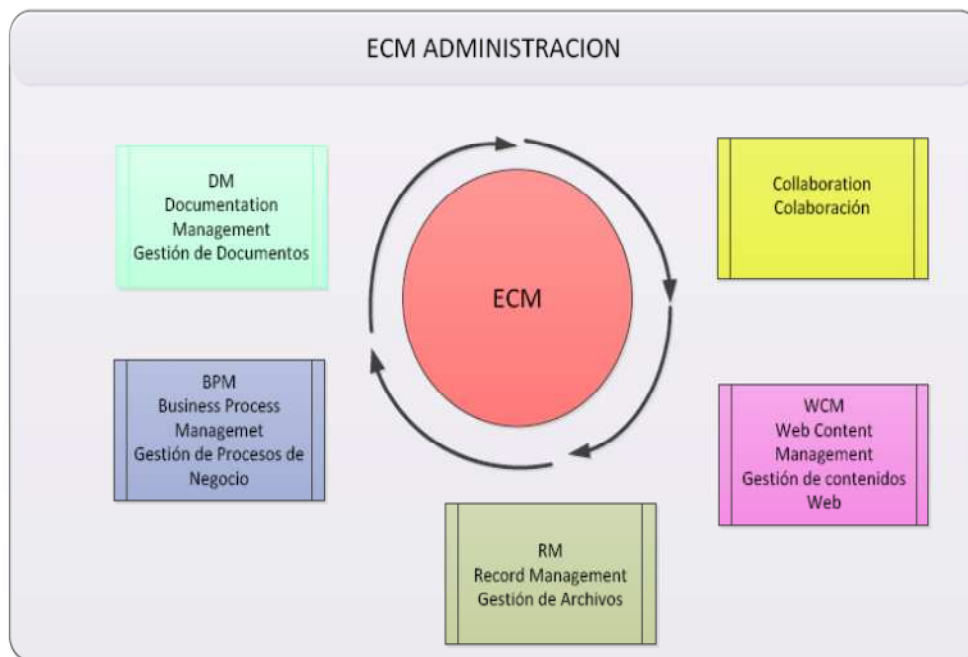 ECM ADMINISTRACION
DM
Documentation
Management
Gestión de Documentos
Collaboration
Colaboración
ECM
BPM
Business Process
Managemet
Gestión de Procesos de
Negocio
WCM
Web Content
Management
Gestión de contenidos
Web
RM
Record Management
Gestión de Archivos